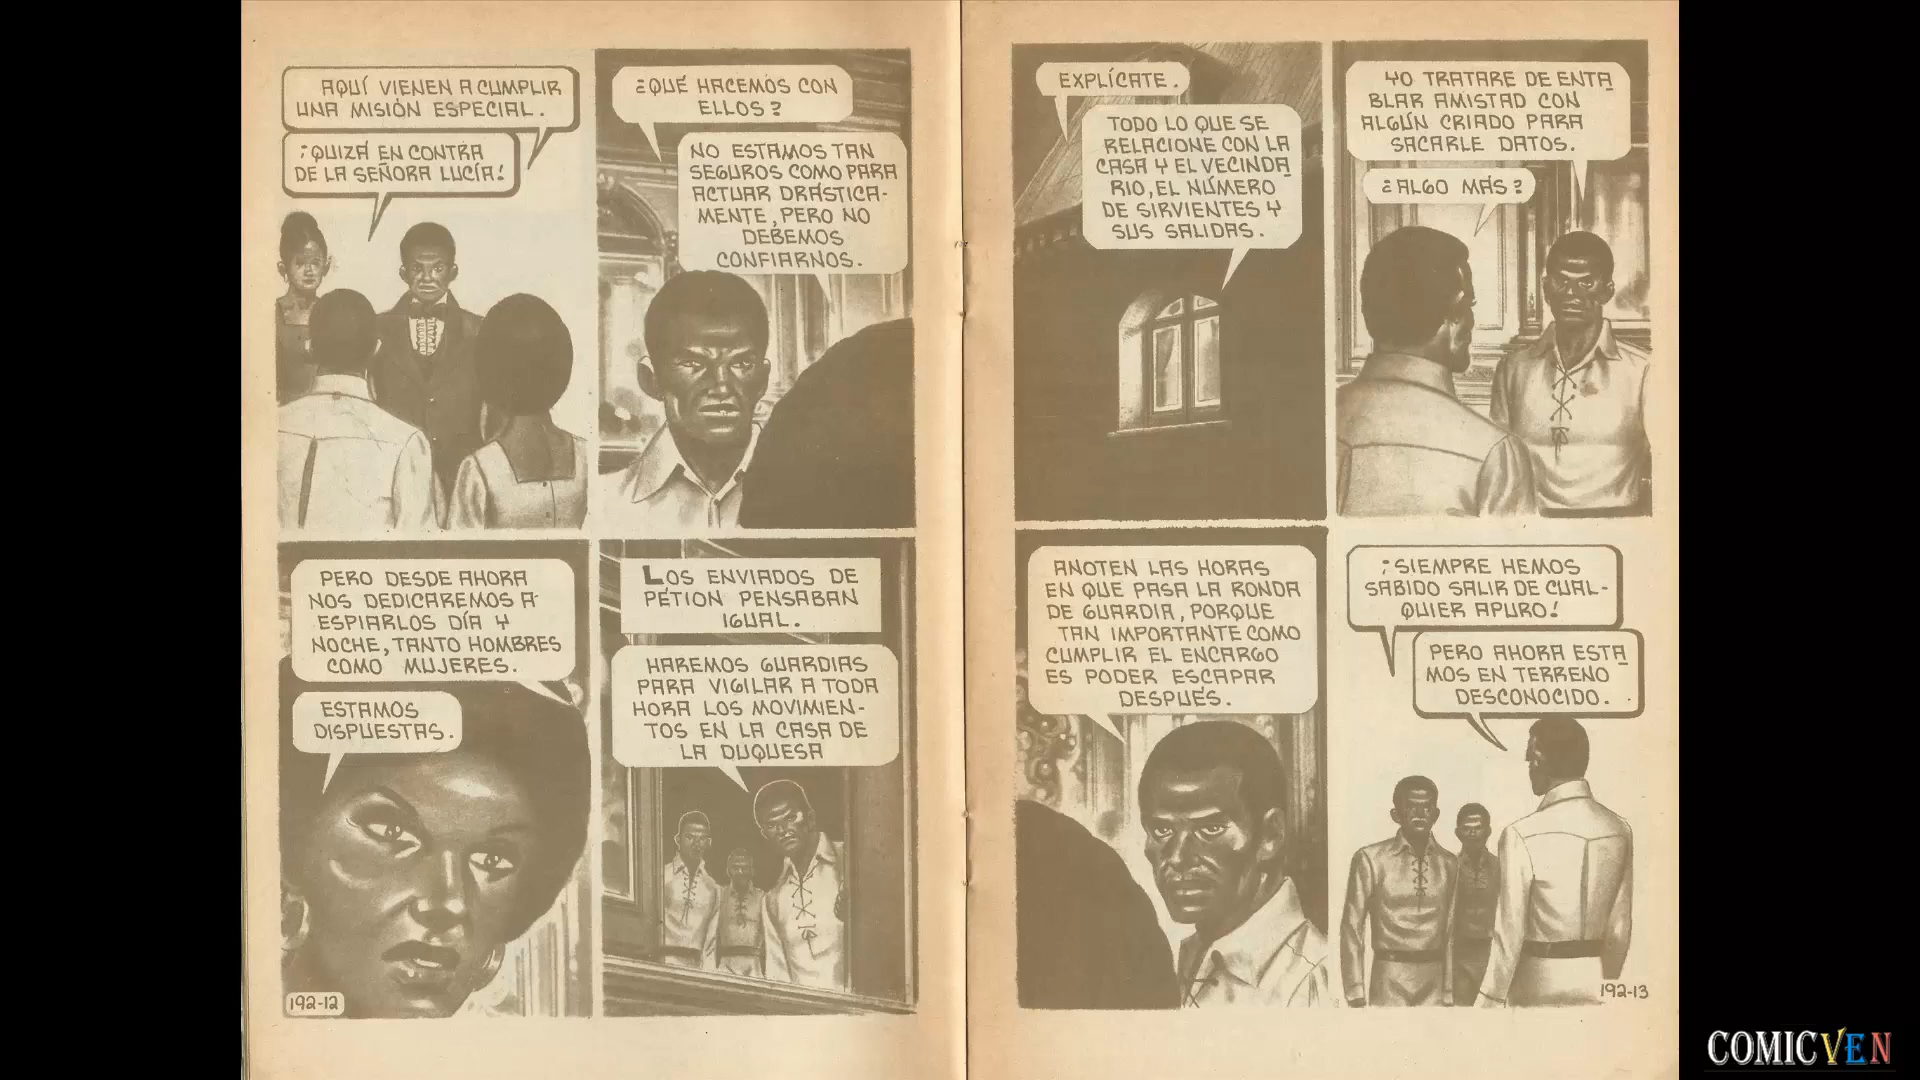 AQUÍ VIENEN A CUMPLIR
UNA MISIÓN ESPECIAL.
¡QUIZÁ EN CONTRA
DE LA SEÑORA LUCÍA!
¿QUÉ HACEMOS CON
ELLOS?
NO ESTAMOS TAN
SEGUROS COMO PARA
ACTUAR DRÁSTICA-
MENTE, PERO NO
DEBEMOS
CONFIARNOS.
PERO DESDE AHORA
NOS DEDICAREMOS A
ESPIARLOS DÍA Y
NOCHE, TANTO HOMBRES
COMO MUJERES.
ESTAMOS
DISPUESTAS.
192-12
LOS ENVIADOS DE
PÉTION PENSABAN
IGUAL.
HAREMOS GUARDIAS
PARA VIGILAR A TODA
HORA LOS MOVIMIEN-
TOS EN LA CASA DE
LA DUQUESA
EXPLÍCATE.
TODO LO QUE SE
RELACIONE CON LA
CASA Y EL VECINDA
RIO, EL NÚMERO
DE SIRVIENTES Y
SUS SALIDAS.
YO TRATARE DE ENTA
BLAR AMISTAD CON
ALGÚN CRIADO PARA
SACARLE DATOS.
¿ALGO MÁS?
ANOTEN LAS HORAS
EN QUE PASA LA RONDA
DE GUARDIA, PORQUE
TAN IMPORTANTE COMO
CUMPLIR EL ENCARGO
ES PODER ESCAPAR
DESPUÉS.
¡SIEMPRE HEMOS
SABIDO SALIR DE CUAL-
QUIER APURO!
PERO AHORA ESTA
MOS EN TERRENO
DESCONOCIDO.
192-13
COMICVEN